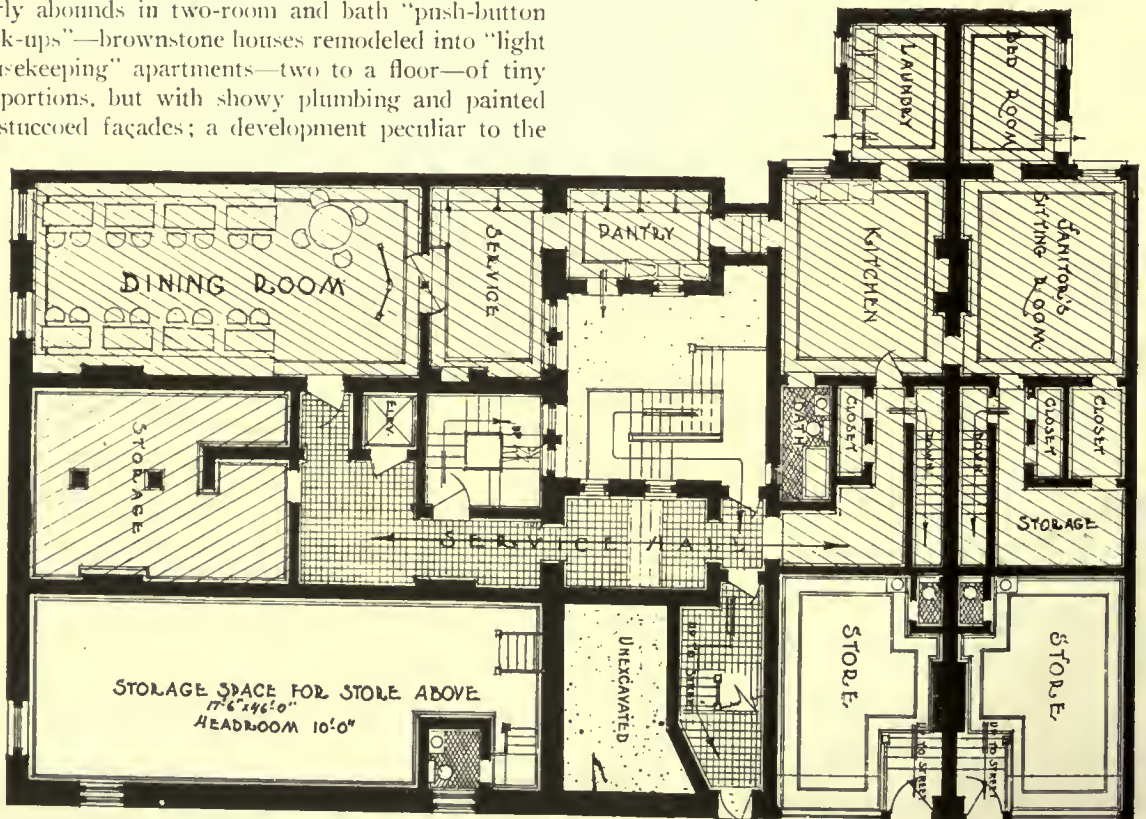 rly abounds in two-room and bath “push-button
k-ups”—brownstone houses remodeled into “light
sekeeping” apartments—two to a floor—of tiny
portions, but with showy plumbing and painted
stuccoed façades; a development peculiar to the
LAUNDRY
BED ROOM
DINING ROOM
SERVICE
PANTRY
KITCHEN
JANITOR'S
SITTING ROOM
STORAGE
ELEV.
UP
BATH
CLOSET
DOWN
DOWN
CLOSET
CLOSET
STORAGE
SERVICE HALL
STORAGE SPACE FOR STORE ABOVE
17'-6"x46'-0"
HEADROOM 10'-0"
UNEXCAVATED
UP TO STREET
STORE
STORE
UP TO STREET
UP TO STREET